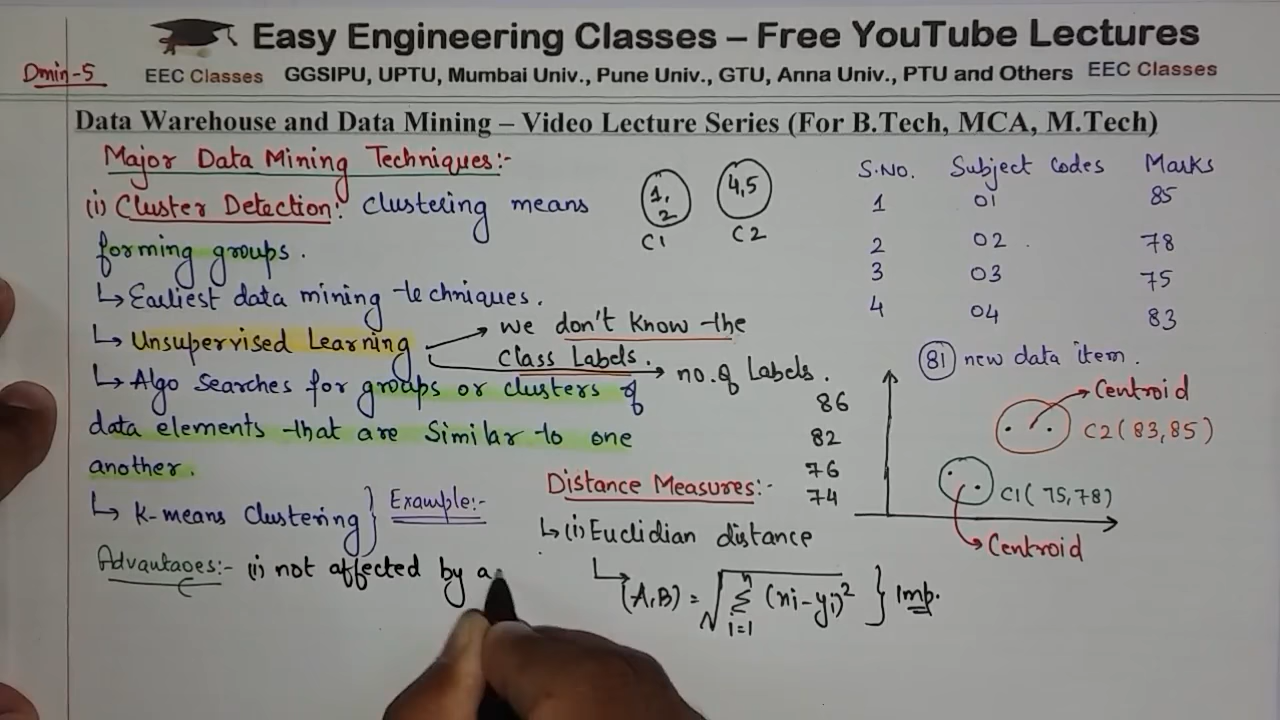 Easy Engineering Classes – Free YouTube Lectures
Dmin-5
EEC Classes GGSIPU, UPTU, Mumbai Univ., Pune Univ., GTU, Anna Univ., PTU and Others EEC Classes
Data Warehouse and Data Mining – Video Lecture Series (For B.Tech, MCA, M.Tech)
Major Data Mining Techniques:-
(i) Cluster Detection: clustering means
forming groups.
↳ Earliest data mining techniques.
↳ Unsupervised Learning
→ we don't know the
class Labels.
→ no. of Labels.
↳ Algo searches for groups or clusters of
data elements that are similar to one
another.
↳ K-means Clustering } Example:-
Advantages:- (i) not affected by a
1, 2
C1
4,5
C2
S.No. Subject Codes Marks
1 01 85
2 02 78
3 03 75
4 04 83
81 new data item.
86
82
76
74
Centroid
C2(83,85)
C1(75,78)
Centroid
Distance Measures:-
↳ (i) Euclidian distance
(A,B) = √ n Σ i=1 (xi-yi)² } Imp.